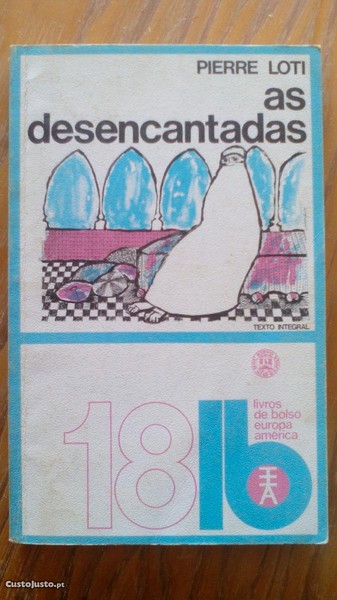 PIERRE LOTI
as
desencantadas
TEXTO INTEGRAL
18 lb
livros
de bolso
europa
américa
CustoJusto.pt